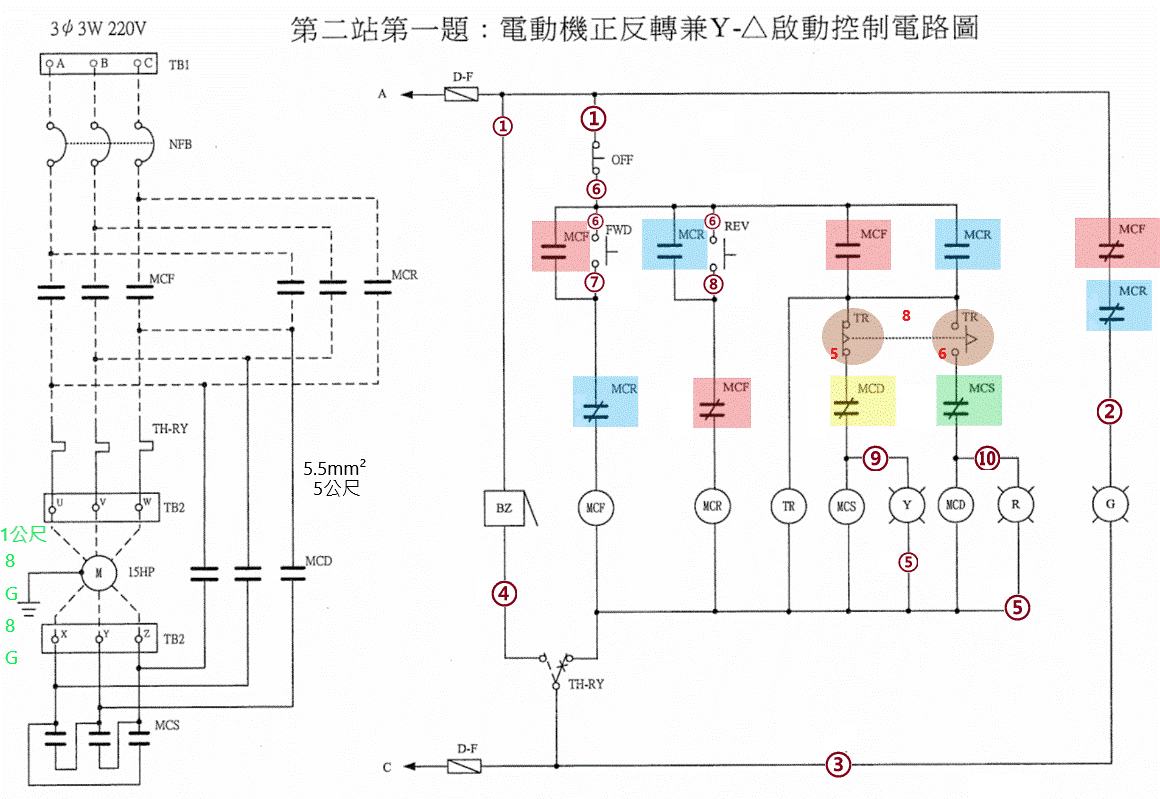 3φ 3W 220V
第二站第一題：電動機正反轉兼Y-△啟動控制電路圖
A B C TB1
NFB
MCF
MCR
TH-RY
5.5mm²
5公尺
U V W TB2
1公尺
8
G
8
G
M 15HP
MCD
X Y Z TB2
MCS
A D-F
① ①
OFF
⑥
MCF ⑥ FWD MCR ⑥ REV MCF MCR MCF
⑦ ⑧ MCR
TR 8 TR
5 6
MCR MCF MCD MCS
②
⑨ ⑩
BZ MCF MCR TR MCS Y MCD R G
⑤
④ ⑤
TH-RY
C D-F ③